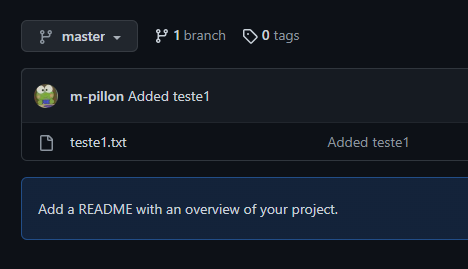 master 1 branch 0 tags
m-pillon Added teste1
teste1.txt Added teste1
Add a README with an overview of your project.